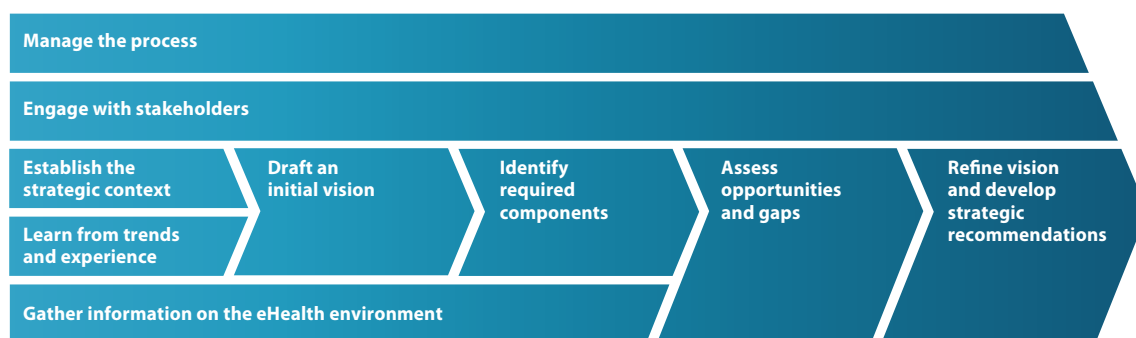 Manage the process
Engage with stakeholders
Establish the
strategic context
Learn from trends
and experience
Draft an
initial vision
Identify
required
components
Assess
opportunities
and gaps
Refine vision
and develop
strategic
recommendations
Gather information on the eHealth environment